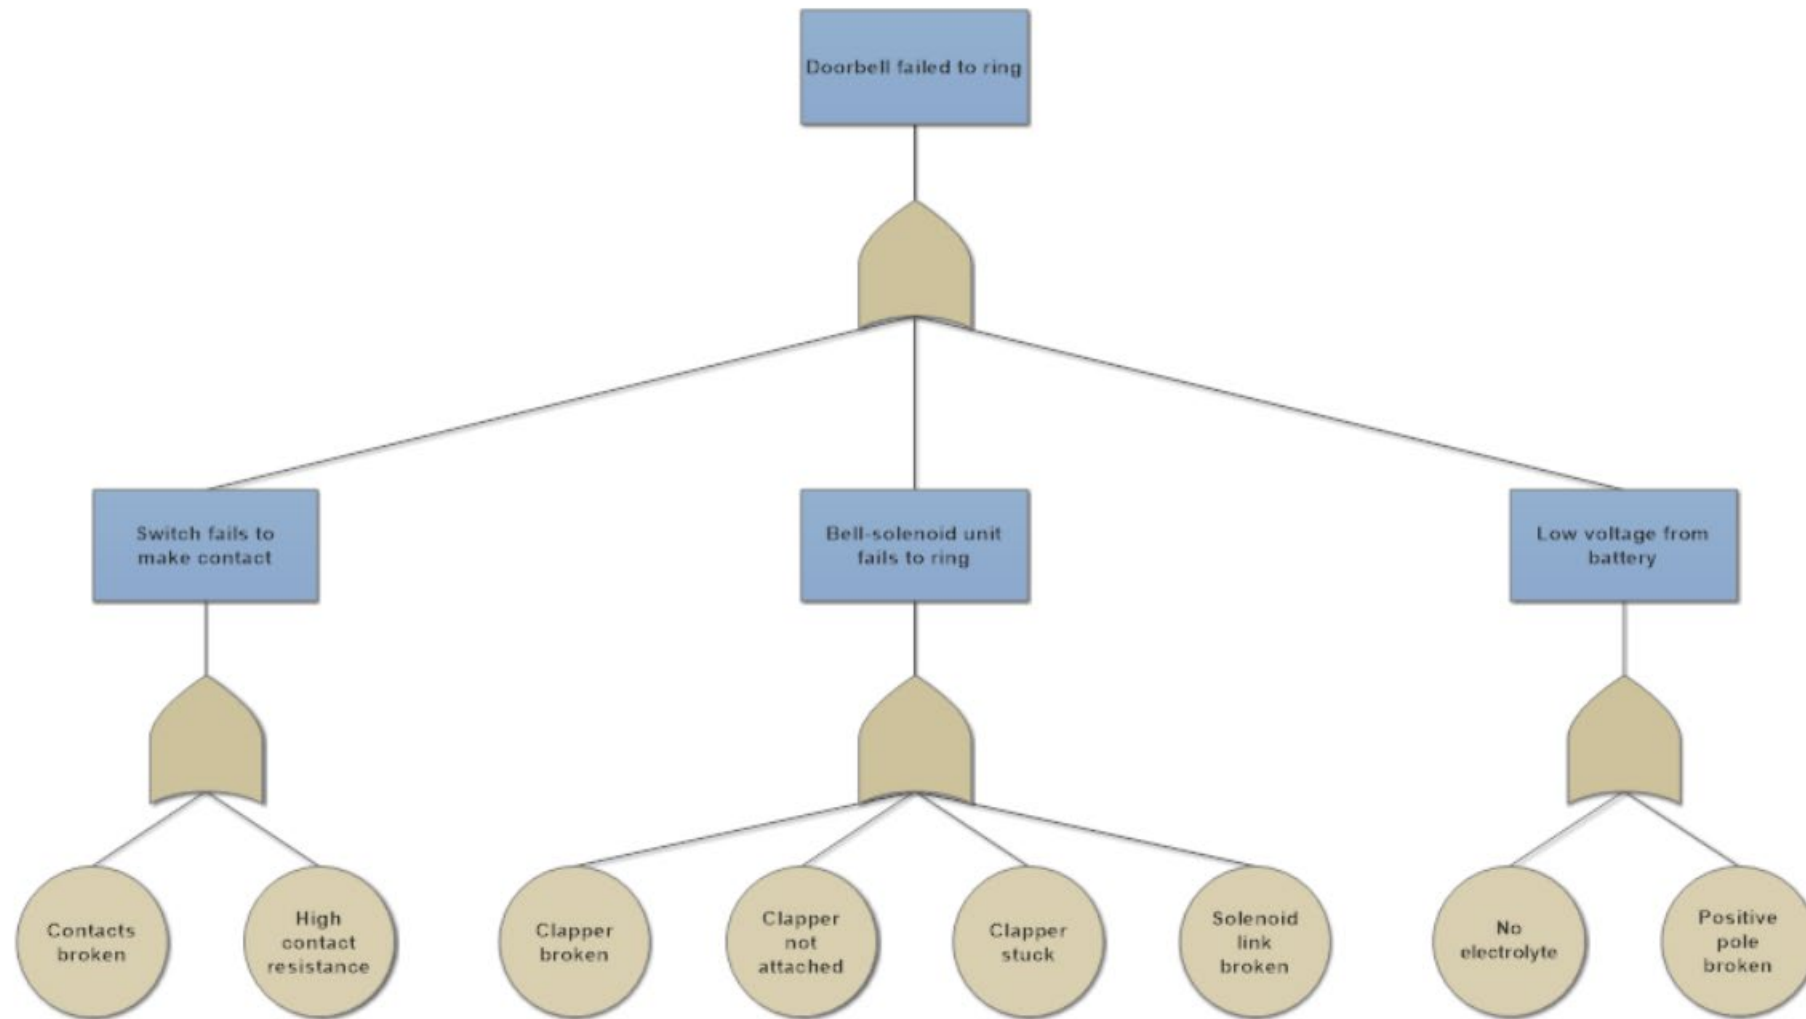 Doorbell failed to ring
Switch fails to
make contact
Bell-solenoid unit
fails to ring
Low voltage from
battery
Contacts
broken
High
contact
resistance
Clapper
broken
Clapper
not
attached
Clapper
stuck
Solenoid
link
broken
No
electrolyte
Positive
pole
broken